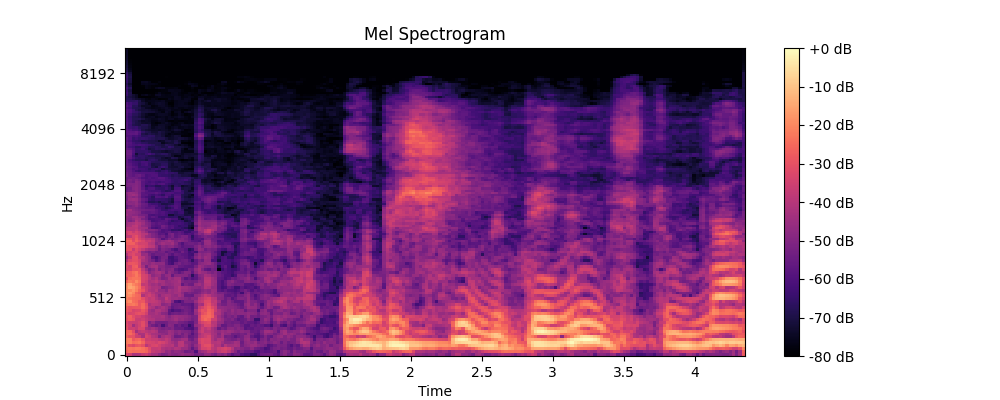 Mel Spectrogram
8192
4096
2048
1024
512
0
Hz
0 0.5 1 1.5 2 2.5 3 3.5 4
Time
+0 dB
-10 dB
-20 dB
-30 dB
-40 dB
-50 dB
-60 dB
-70 dB
-80 dB